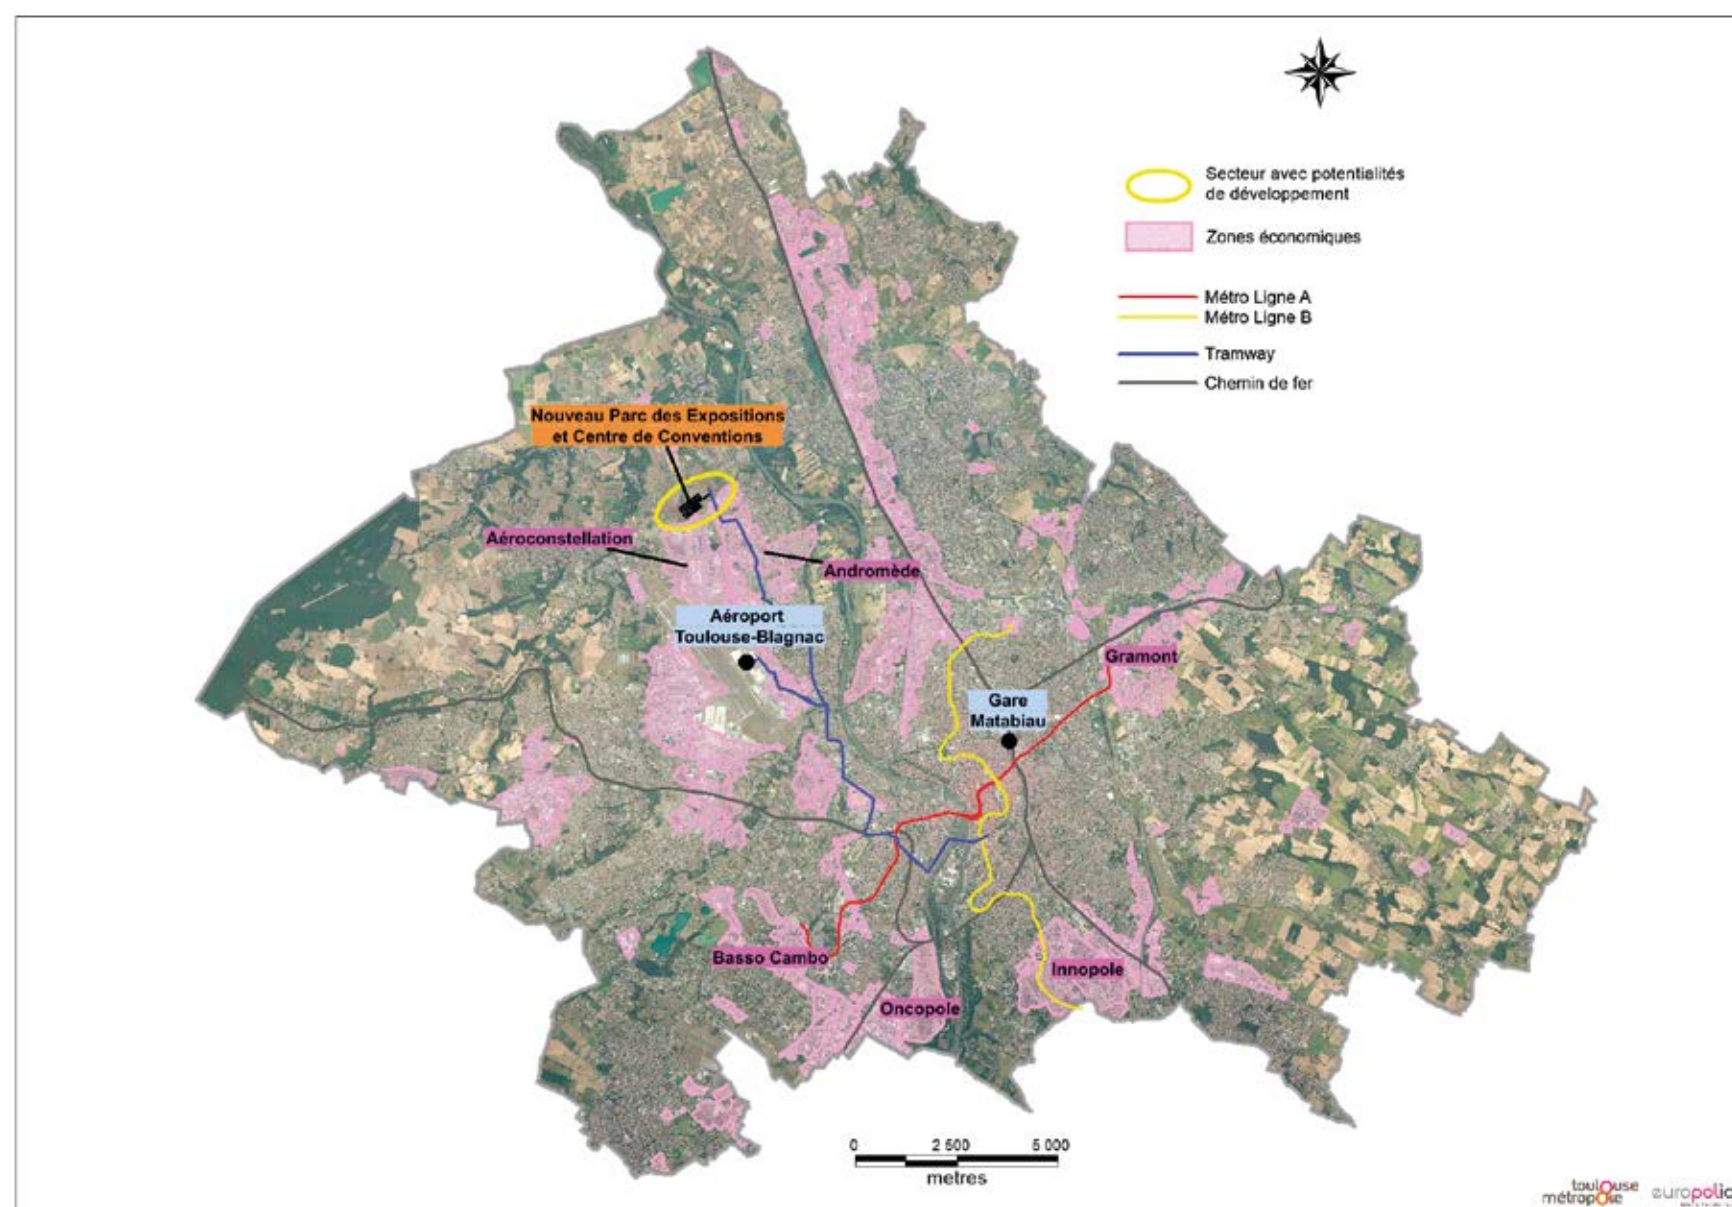 Secteur avec potentialités
de développement
Zones économiques
Métro Ligne A
Métro Ligne B
Tramway
Chemin de fer
Nouveau Parc des Expositions
et Centre de Conventions
Aéroconstellation
Andromède
Aéroport
Toulouse-Blagnac
Gramont
Gare
Matabiau
Basso Cambo
Innopole
Oncopole
0 2 500 5 000
metres
toulouse
métropole
europolia